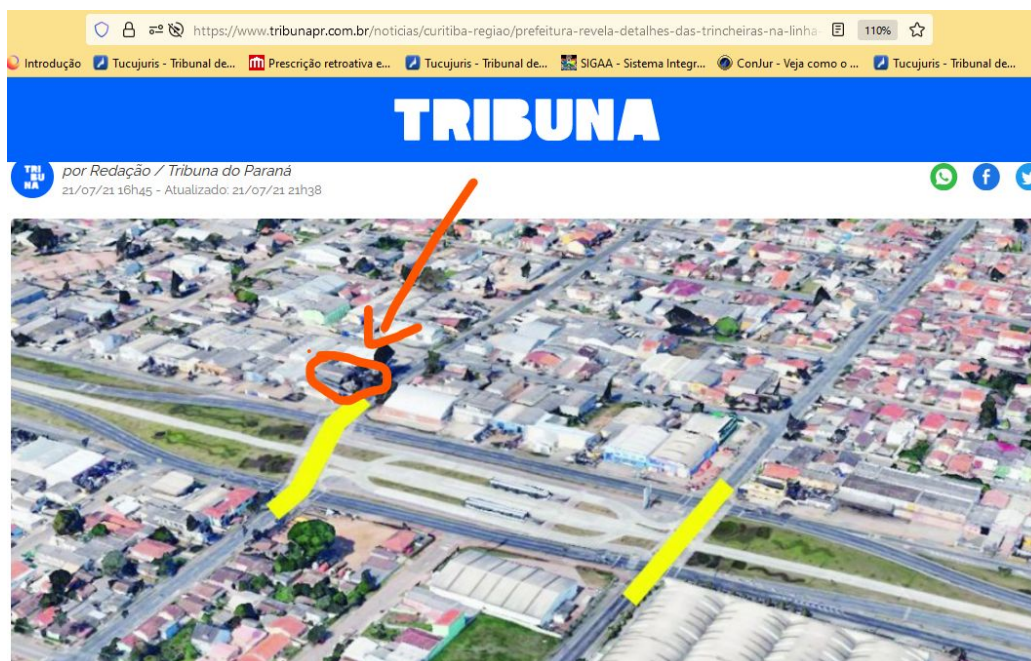 https://www.tribunapr.com.br/noticias/curitiba-regiao/prefeitura-revela-detalhes-das-trincheiras-na-linha-
110%
Introdução
Tucujuris - Tribunal de...
Prescrição retroativa e...
Tucujuris - Tribunal de...
SIGAA - Sistema Integr...
ConJur - Veja como o ...
Tucujuris - Tribunal de...
TRIBUNA
TRI
BU
NA
por Redação / Tribuna do Paraná
21/07/21 16h45 - Atualizado: 21/07/21 21h38